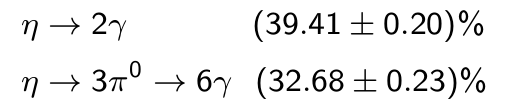 η → 2γ (39.41 ± 0.20)%
η → 3π⁰ → 6γ (32.68 ± 0.23)%